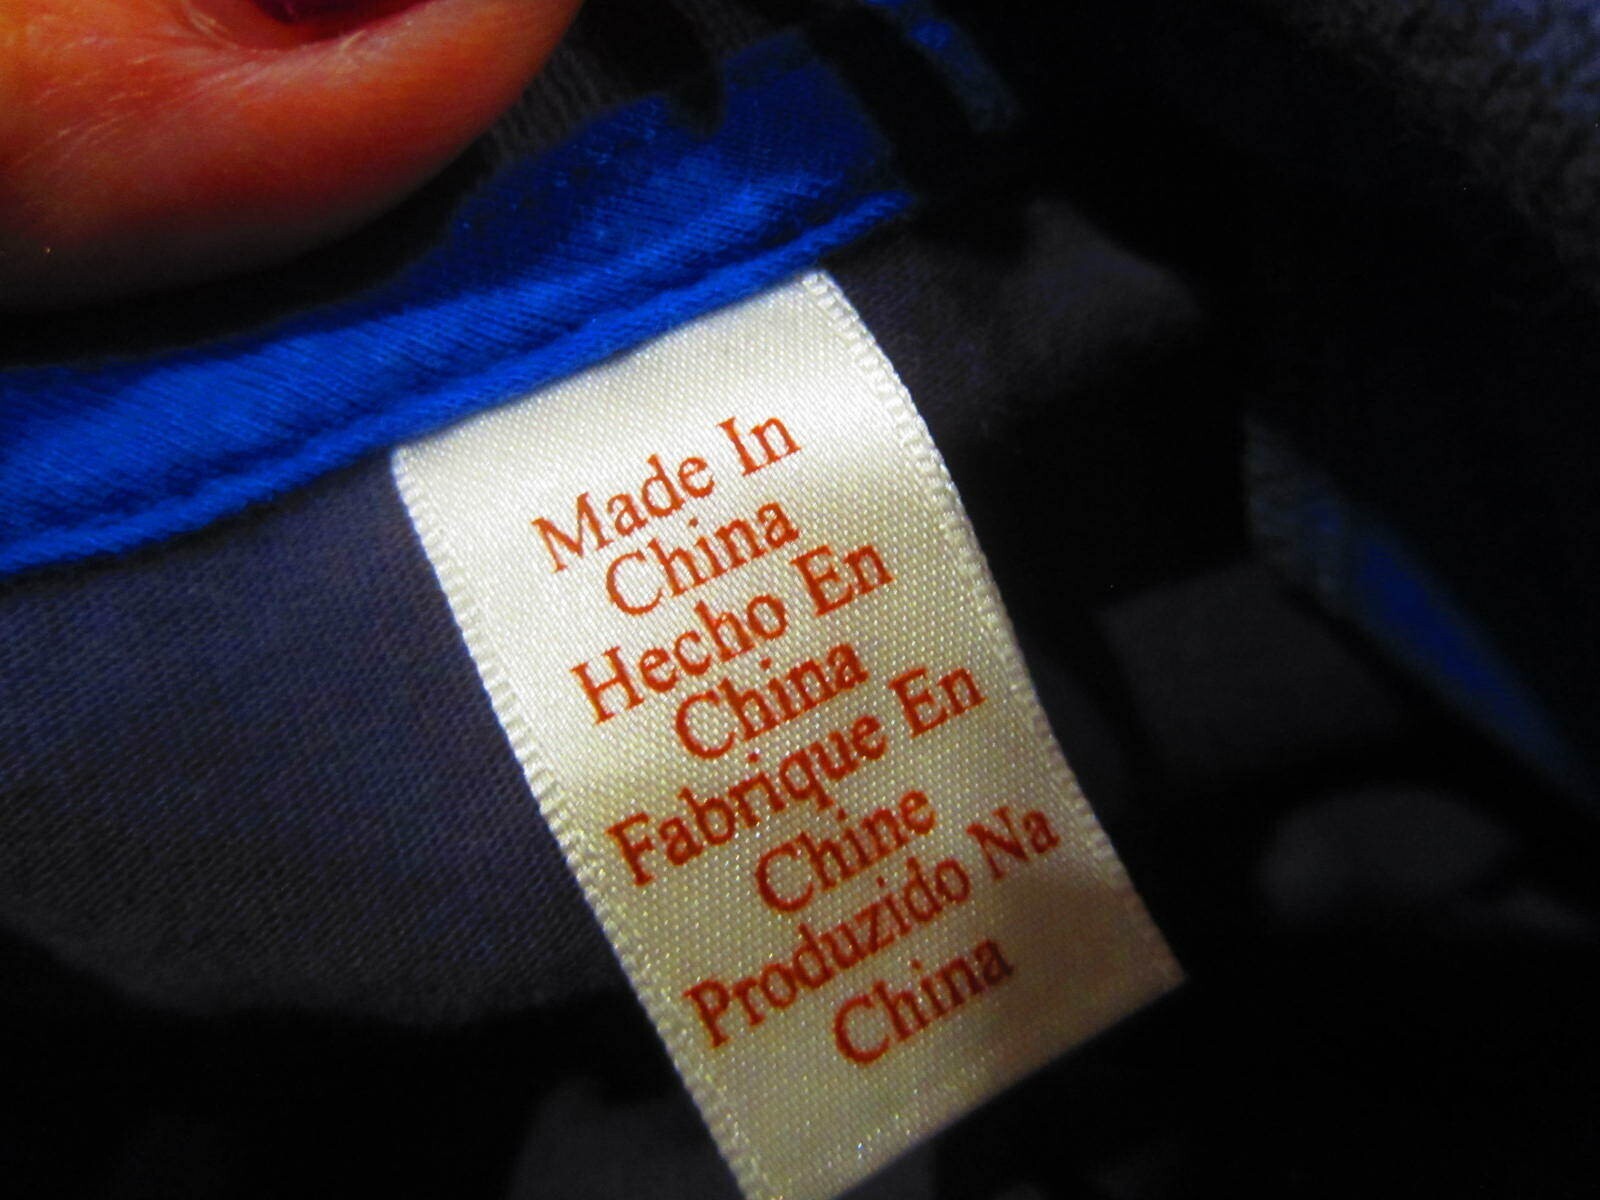 Made In
China
Hecho En
China
Fabrique En
Chine
Produzido Na
China